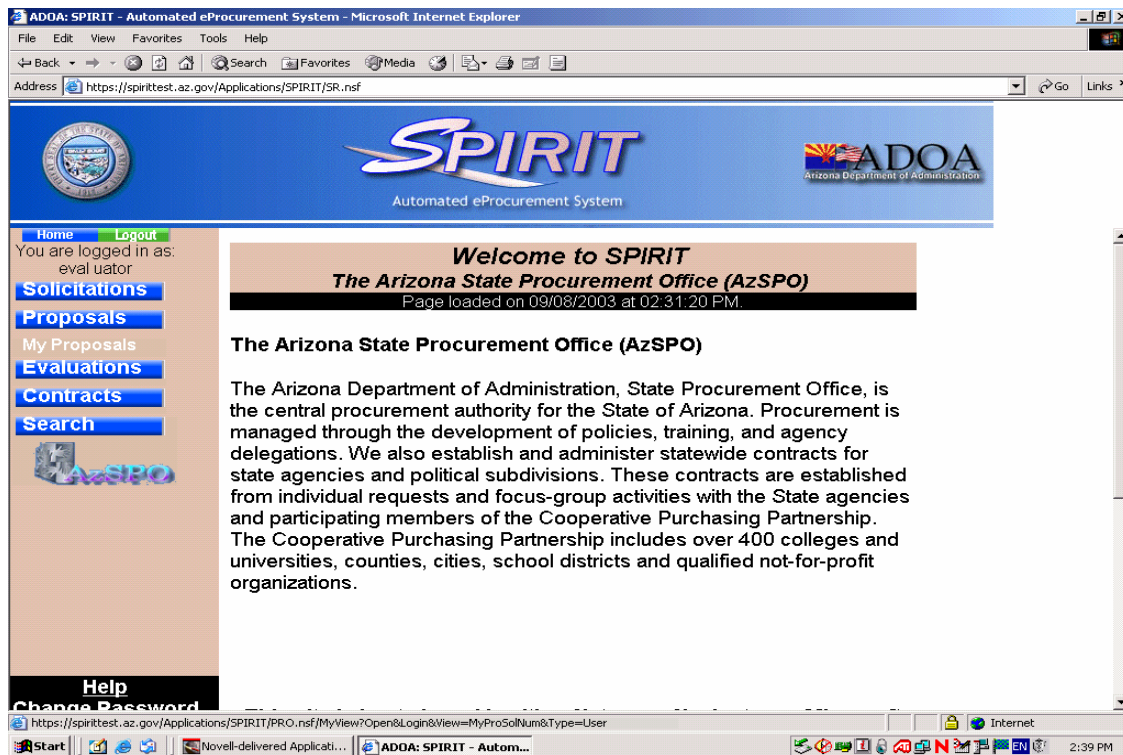 ADOA: SPIRIT - Automated eProcurement System - Microsoft Internet Explorer
File Edit View Favorites Tools Help
Back Search Favorites Media
Address https://spirittest.az.gov/Applications/SPIRIT/SR.nsf Go Links
SPIRIT
Automated eProcurement System
ADOA
Arizona Department of Administration
Home Logout
You are logged in as:
eval uator
Solicitations
Proposals
My Proposals
Evaluations
Contracts
Search
AzSPO
Help
Change Password
Welcome to SPIRIT
The Arizona State Procurement Office (AzSPO)
Page loaded on 09/08/2003 at 02:31:20 PM.
The Arizona State Procurement Office (AzSPO)
The Arizona Department of Administration, State Procurement Office, is
the central procurement authority for the State of Arizona. Procurement is
managed through the development of policies, training, and agency
delegations. We also establish and administer statewide contracts for
state agencies and political subdivisions. These contracts are established
from individual requests and focus-group activities with the State agencies
and participating members of the Cooperative Purchasing Partnership.
The Cooperative Purchasing Partnership includes over 400 colleges and
universities, counties, cities, school districts and qualified not-for-profit
organizations.
https://spirittest.az.gov/Applications/SPIRIT/PRO.nsf/MyView?Open&Login&View=MyProSolNum&Type=User Internet
Start Novell-delivered Applicati... ADOA: SPIRIT - Autom... EN 2:39 PM